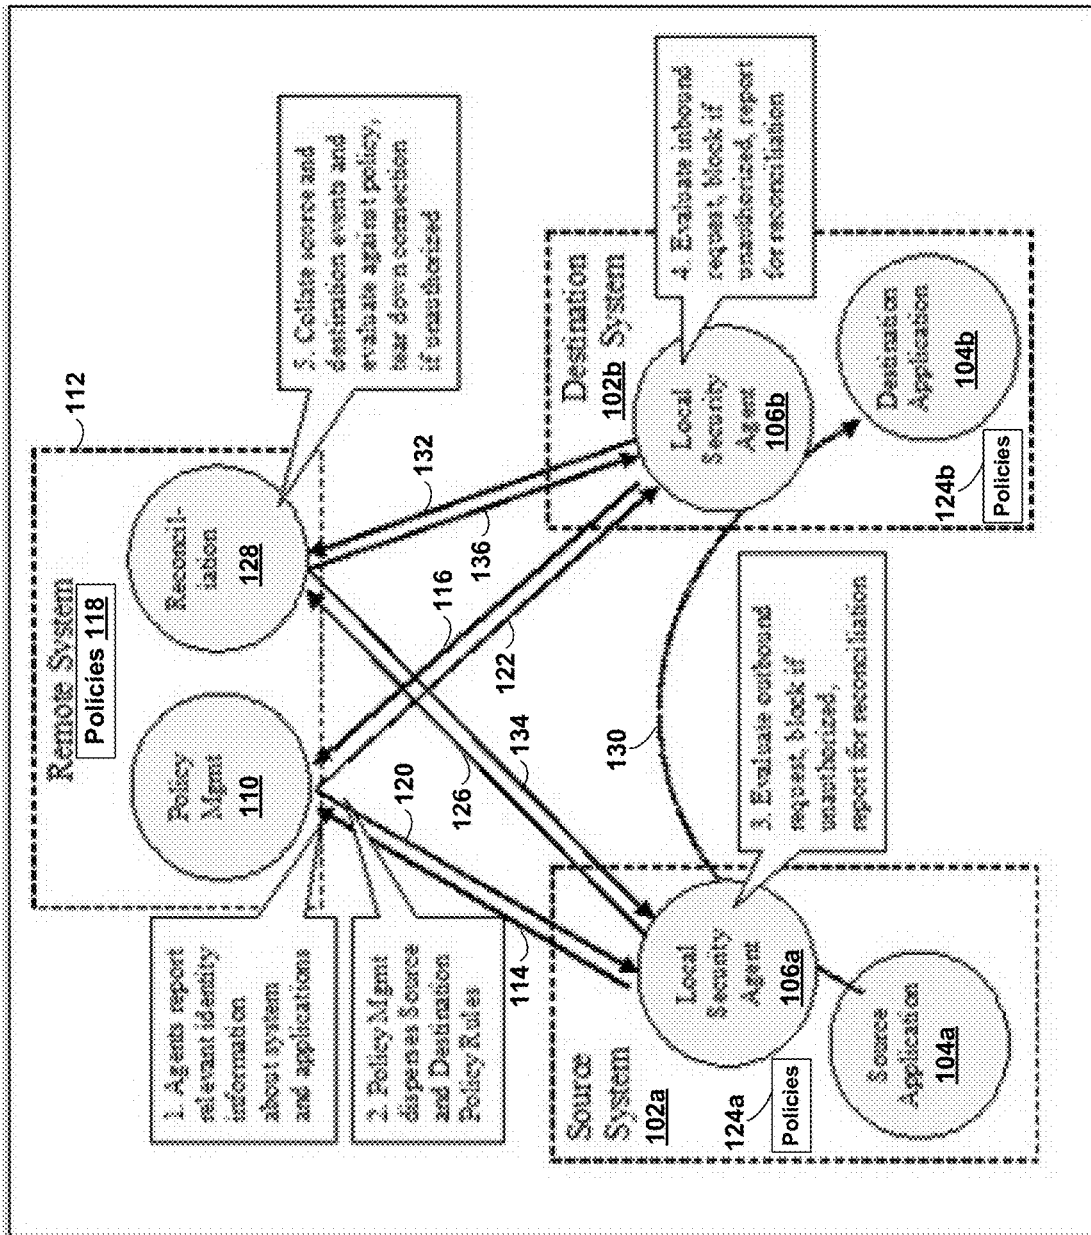 Remote System
Policies 118
112
Policy
Mgmt
110
Reconcil-
iation
128
1. Agents report
relevant identity
information
about system
and applications
2. Policy Mgmt
disperses Source
and Destination
Policy Rules
5. Collate source and
destination events and
evaluate against policy,
tear down connection
if unauthorized
114
120
126
134
116
122
136
132
130
Source
System
102a
Local
Security
Agent
106a
124a
Policies
Source
Application
104a
3. Evaluate outbound
request, block if
unauthorized,
report for reconciliation
Destination
System
102b
Local
Security
Agent
106b
4. Evaluate inbound
request, block if
unauthorized, report
for reconciliation
124b
Policies
Destination
Application
104b